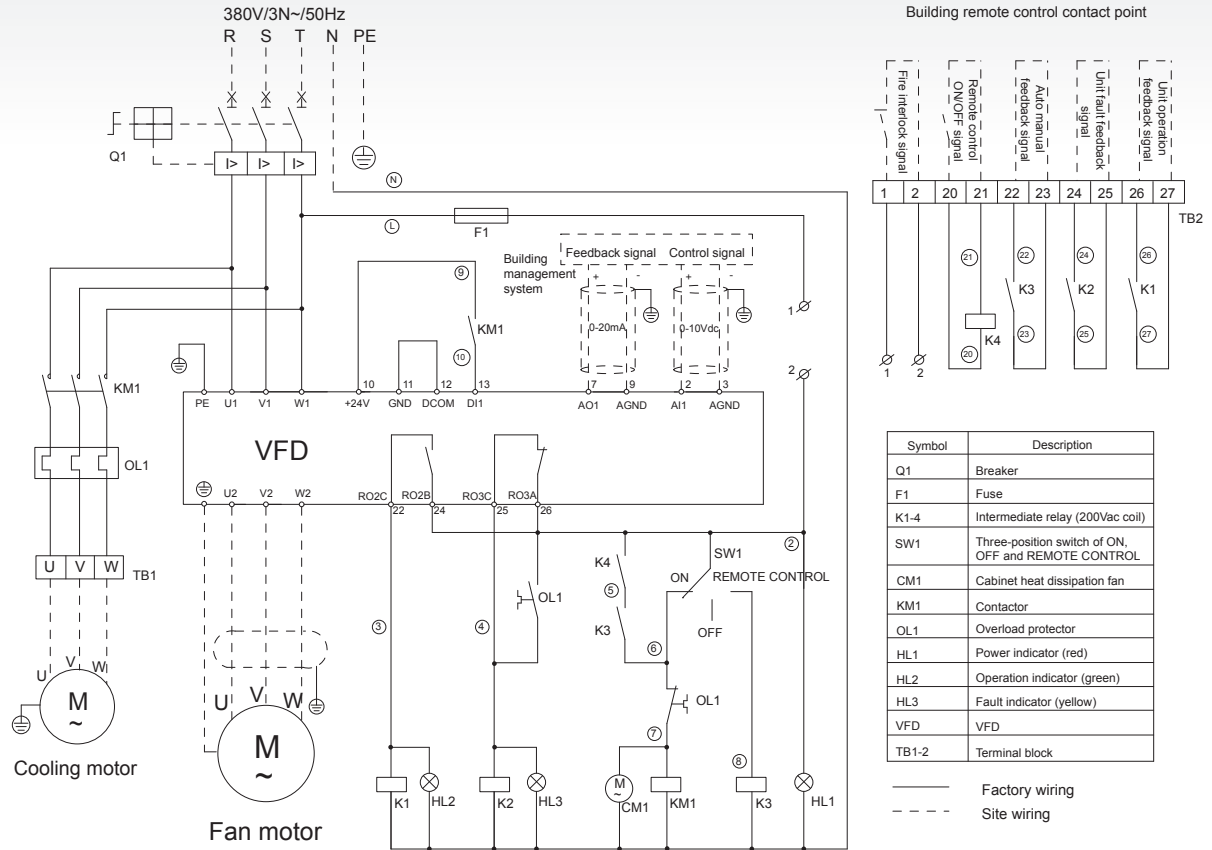 380V/3N~/50Hz
R S T N PE
Q1
I> I> I>
N
L
F1
Building management system
Feedback signal Control signal
+ - + -
0-20mA 0-10Vdc
9
KM1
10
1
2
KM1
OL1
U V W
TB1
U V W
M
~
Cooling motor
10 11 12 13 7 9 2 3
PE U1 V1 W1 +24V GND DCOM DI1 AO1 AGND AI1 AGND
VFD
U2 V2 W2 RO2C RO2B RO3C RO3A
22 24 25 26
U V W
M
~
Fan motor
2
K4
5
K3
SW1
ON REMOTE CONTROL
OFF
OL1
3
4
6
OL1
7
8
K1 HL2 K2 HL3 M ~ CM1 KM1 K3 HL1
Building remote control contact point
Fire interlock signal
Remote control ON/OFF signal
Auto manual feedback signal
Unit fault feedback signal
Unit operation feedback signal
1 2 20 21 22 23 24 25 26 27
TB2
21 22 24 26
K3 K2 K1
K4
20 23 25 27
1 2
Symbol Description
Q1 Breaker
F1 Fuse
K1-4 Intermediate relay (200Vac coil)
SW1 Three-position switch of ON,
OFF and REMOTE CONTROL
CM1 Cabinet heat dissipation fan
KM1 Contactor
OL1 Overload protector
HL1 Power indicator (red)
HL2 Operation indicator (green)
HL3 Fault indicator (yellow)
VFD VFD
TB1-2 Terminal block
Factory wiring
Site wiring